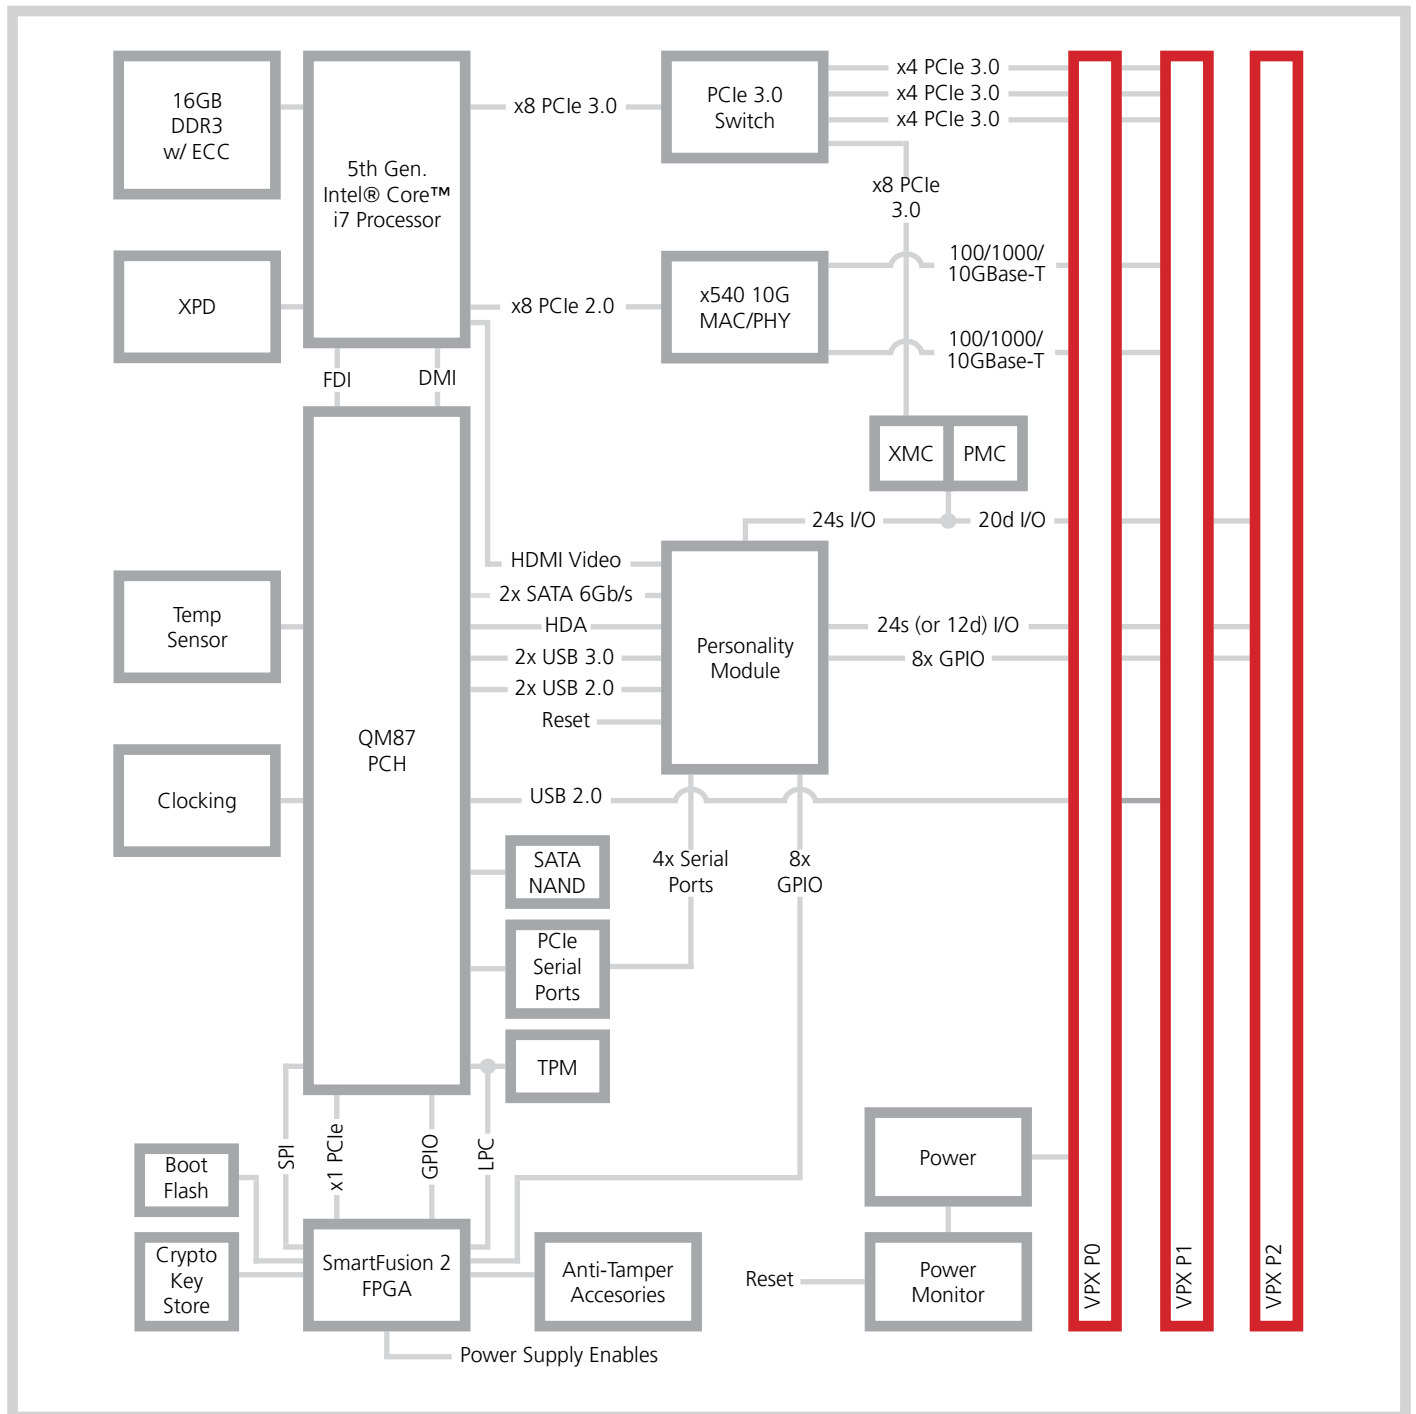 16GB
DDR3
w/ ECC
5th Gen.
Intel® Core™
i7 Processor
x8 PCIe 3.0
PCIe 3.0
Switch
x4 PCIe 3.0
x4 PCIe 3.0
x4 PCIe 3.0
x8 PCIe
3.0
XPD
x8 PCIe 2.0
x540 10G
MAC/PHY
100/1000/
10GBase-T
100/1000/
10GBase-T
FDI
DMI
XMC
PMC
24s I/O
20d I/O
HDMI Video
2x SATA 6Gb/s
HDA
2x USB 3.0
2x USB 2.0
Reset
Temp
Sensor
Personality
Module
24s (or 12d) I/O
8x GPIO
QM87
PCH
Clocking
USB 2.0
SATA
NAND
4x Serial
Ports
8x
GPIO
PCIe
Serial
Ports
TPM
SPI
x1 PCIe
GPIO
LPC
Boot
Flash
Crypto
Key
Store
SmartFusion 2
FPGA
Anti-Tamper
Accesories
Power Supply Enables
Power
Reset
Power
Monitor
VPX P0
VPX P1
VPX P2